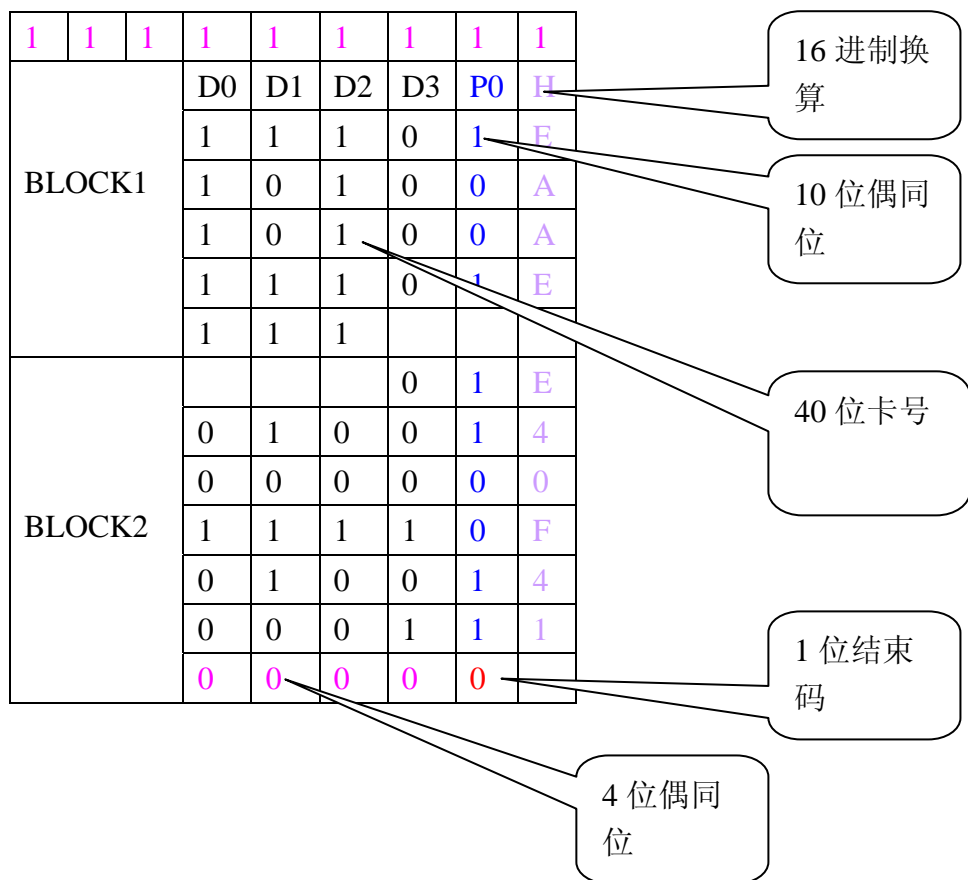 1 1 1 1 1 1 1 1 1
D0 D1 D2 D3 P0 H
1 1 1 0 1 E
BLOCK1
1 0 1 0 0 A
1 0 1 0 0 A
1 1 1 0 1 E
1 1 1
0 1 E
0 1 0 0 1 4
0 0 0 0 0 0
BLOCK2
1 1 1 1 0 F
0 1 0 0 1 4
0 0 0 1 1 1
0 0 0 0 0
16 进制换
算
10 位偶同
位
40 位卡号
1 位结束
码
4 位偶同
位